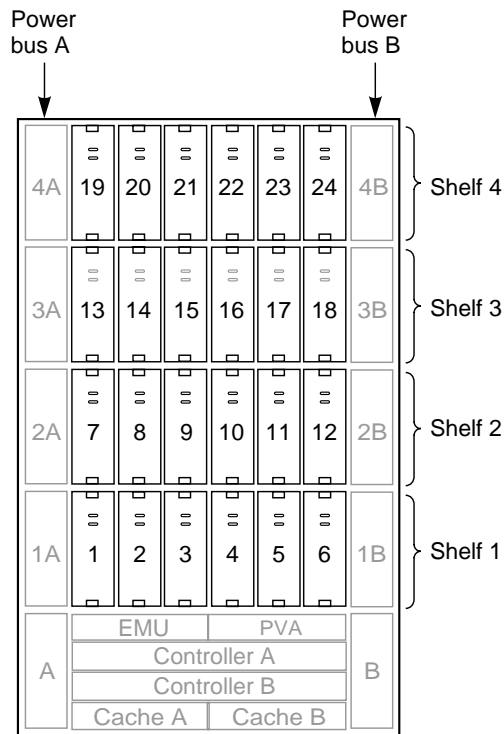 Power bus A
Power bus B
4A 19 20 21 22 23 24 4B Shelf 4
3A 13 14 15 16 17 18 3B Shelf 3
2A 7 8 9 10 11 12 2B Shelf 2
1A 1 2 3 4 5 6 1B Shelf 1
EMU PVA
A Controller A B
Controller B
Cache A Cache B